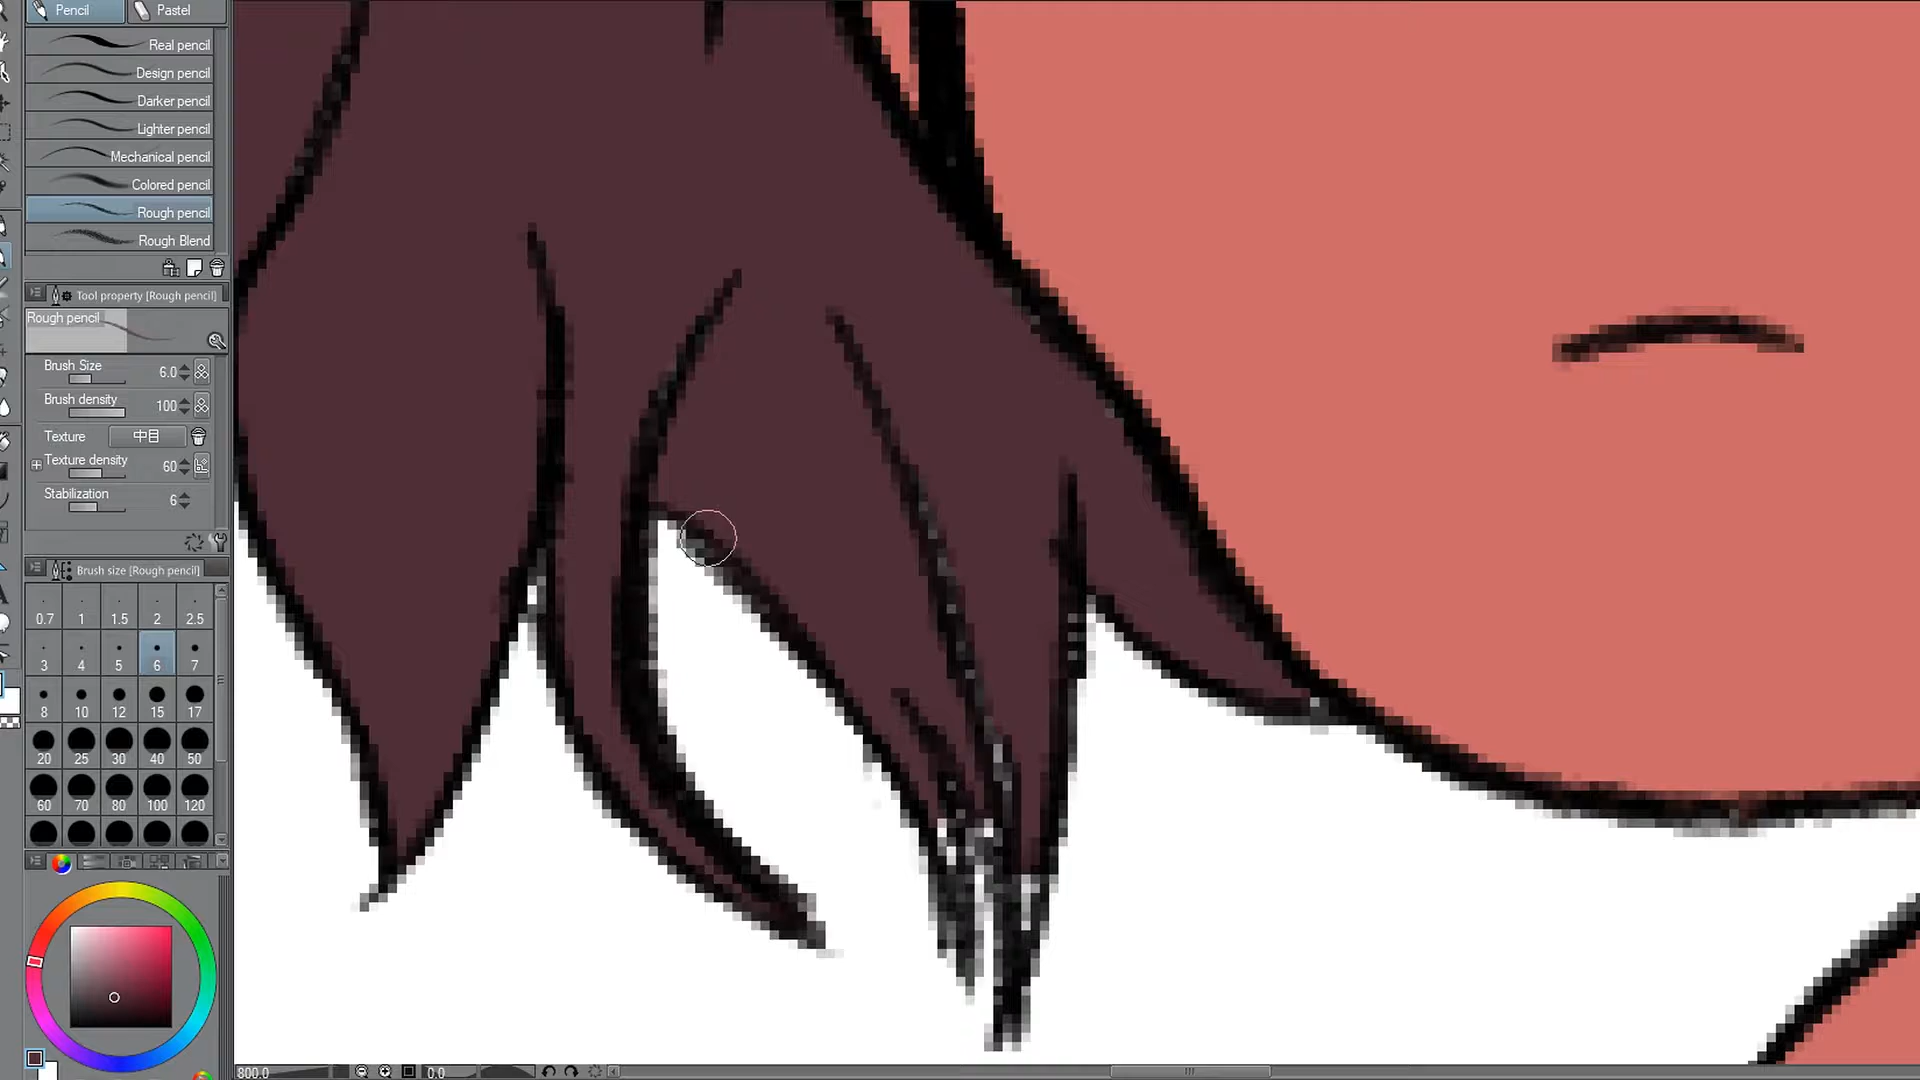 Pencil Pastel
Real pencil
Design pencil
Darker pencil
Lighter pencil
Mechanical pencil
Colored pencil
Rough pencil
Rough Blend
Tool property [Rough pencil]
Rough pencil
Brush Size 6.0
Brush density 100
Texture 中目
Texture density 60
Stabilization 6
Brush size [Rough pencil]
0.7 1 1.5 2 2.5
3 4 5 6 7
8 10 12 15 17
20 25 30 40 50
60 70 80 100 120
800.0 0.0